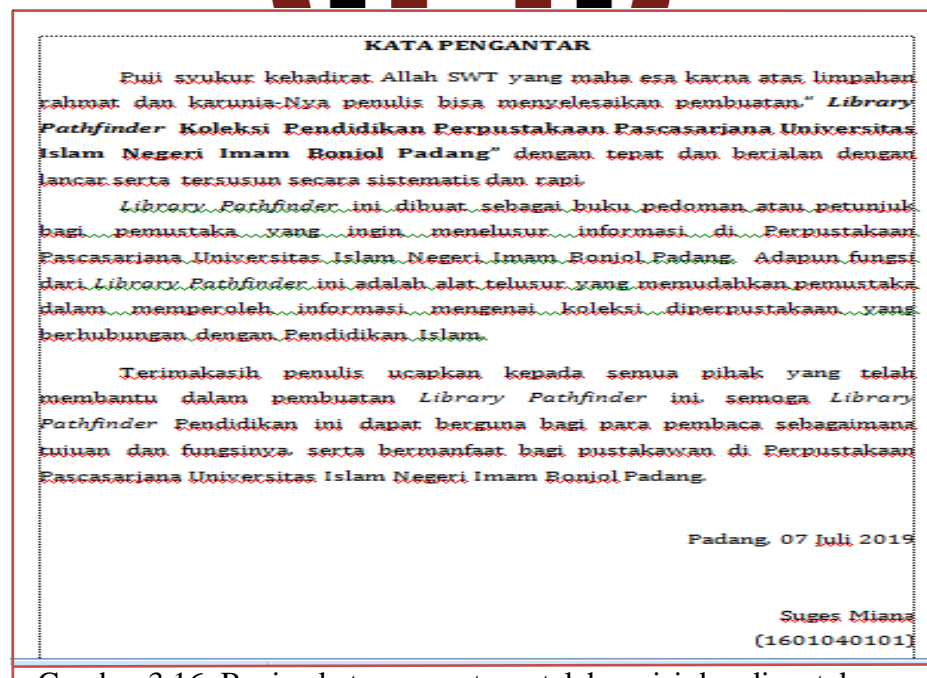 KATA PENGANTAR
Puji syukur kehadirat Allah SWT yang maha esa karna atas limpahan
rahmat dan karunia-Nya penulis bisa menyelesaikan pembuatan “ Library
Pathfinder Koleksi Pendidikan Perpustakaan Pascasarjana Universitas
Islam Negeri Imam Bonjol Padang” dengan tepat dan berjalan dengan
lancar serta tersusun secara sistematis dan rapi.
Library Pathfinder ini dibuat sebagai buku pedoman atau petunjuk
bagi pemustaka yang ingin menelusur informasi di Perpustakaan
Pascasarjana Universitas Islam Negeri Imam Bonjol Padang. Adapun fungsi
dari Library Pathfinder ini adalah alat telusur yang memudahkan pemustaka
dalam memperoleh informasi mengenai koleksi diperpustakaan yang
berhubungan dengan Pendidikan Islam.
Terimakasih penulis ucapkan kepada semua pihak yang telah
membantu dalam pembuatan Library Pathfinder ini, semoga Library
Pathfinder Pendidikan ini dapat berguna bagi para pembaca sebagaimana
tujuan dan fungsinya, serta bermanfaat bagi pustakawan di Perpustakaan
Pascasarjana Universitas Islam Negeri Imam Bonjol Padang.
Padang, 07 Juli 2019
Suges Miana
(1601040101)
Gambar 3.16